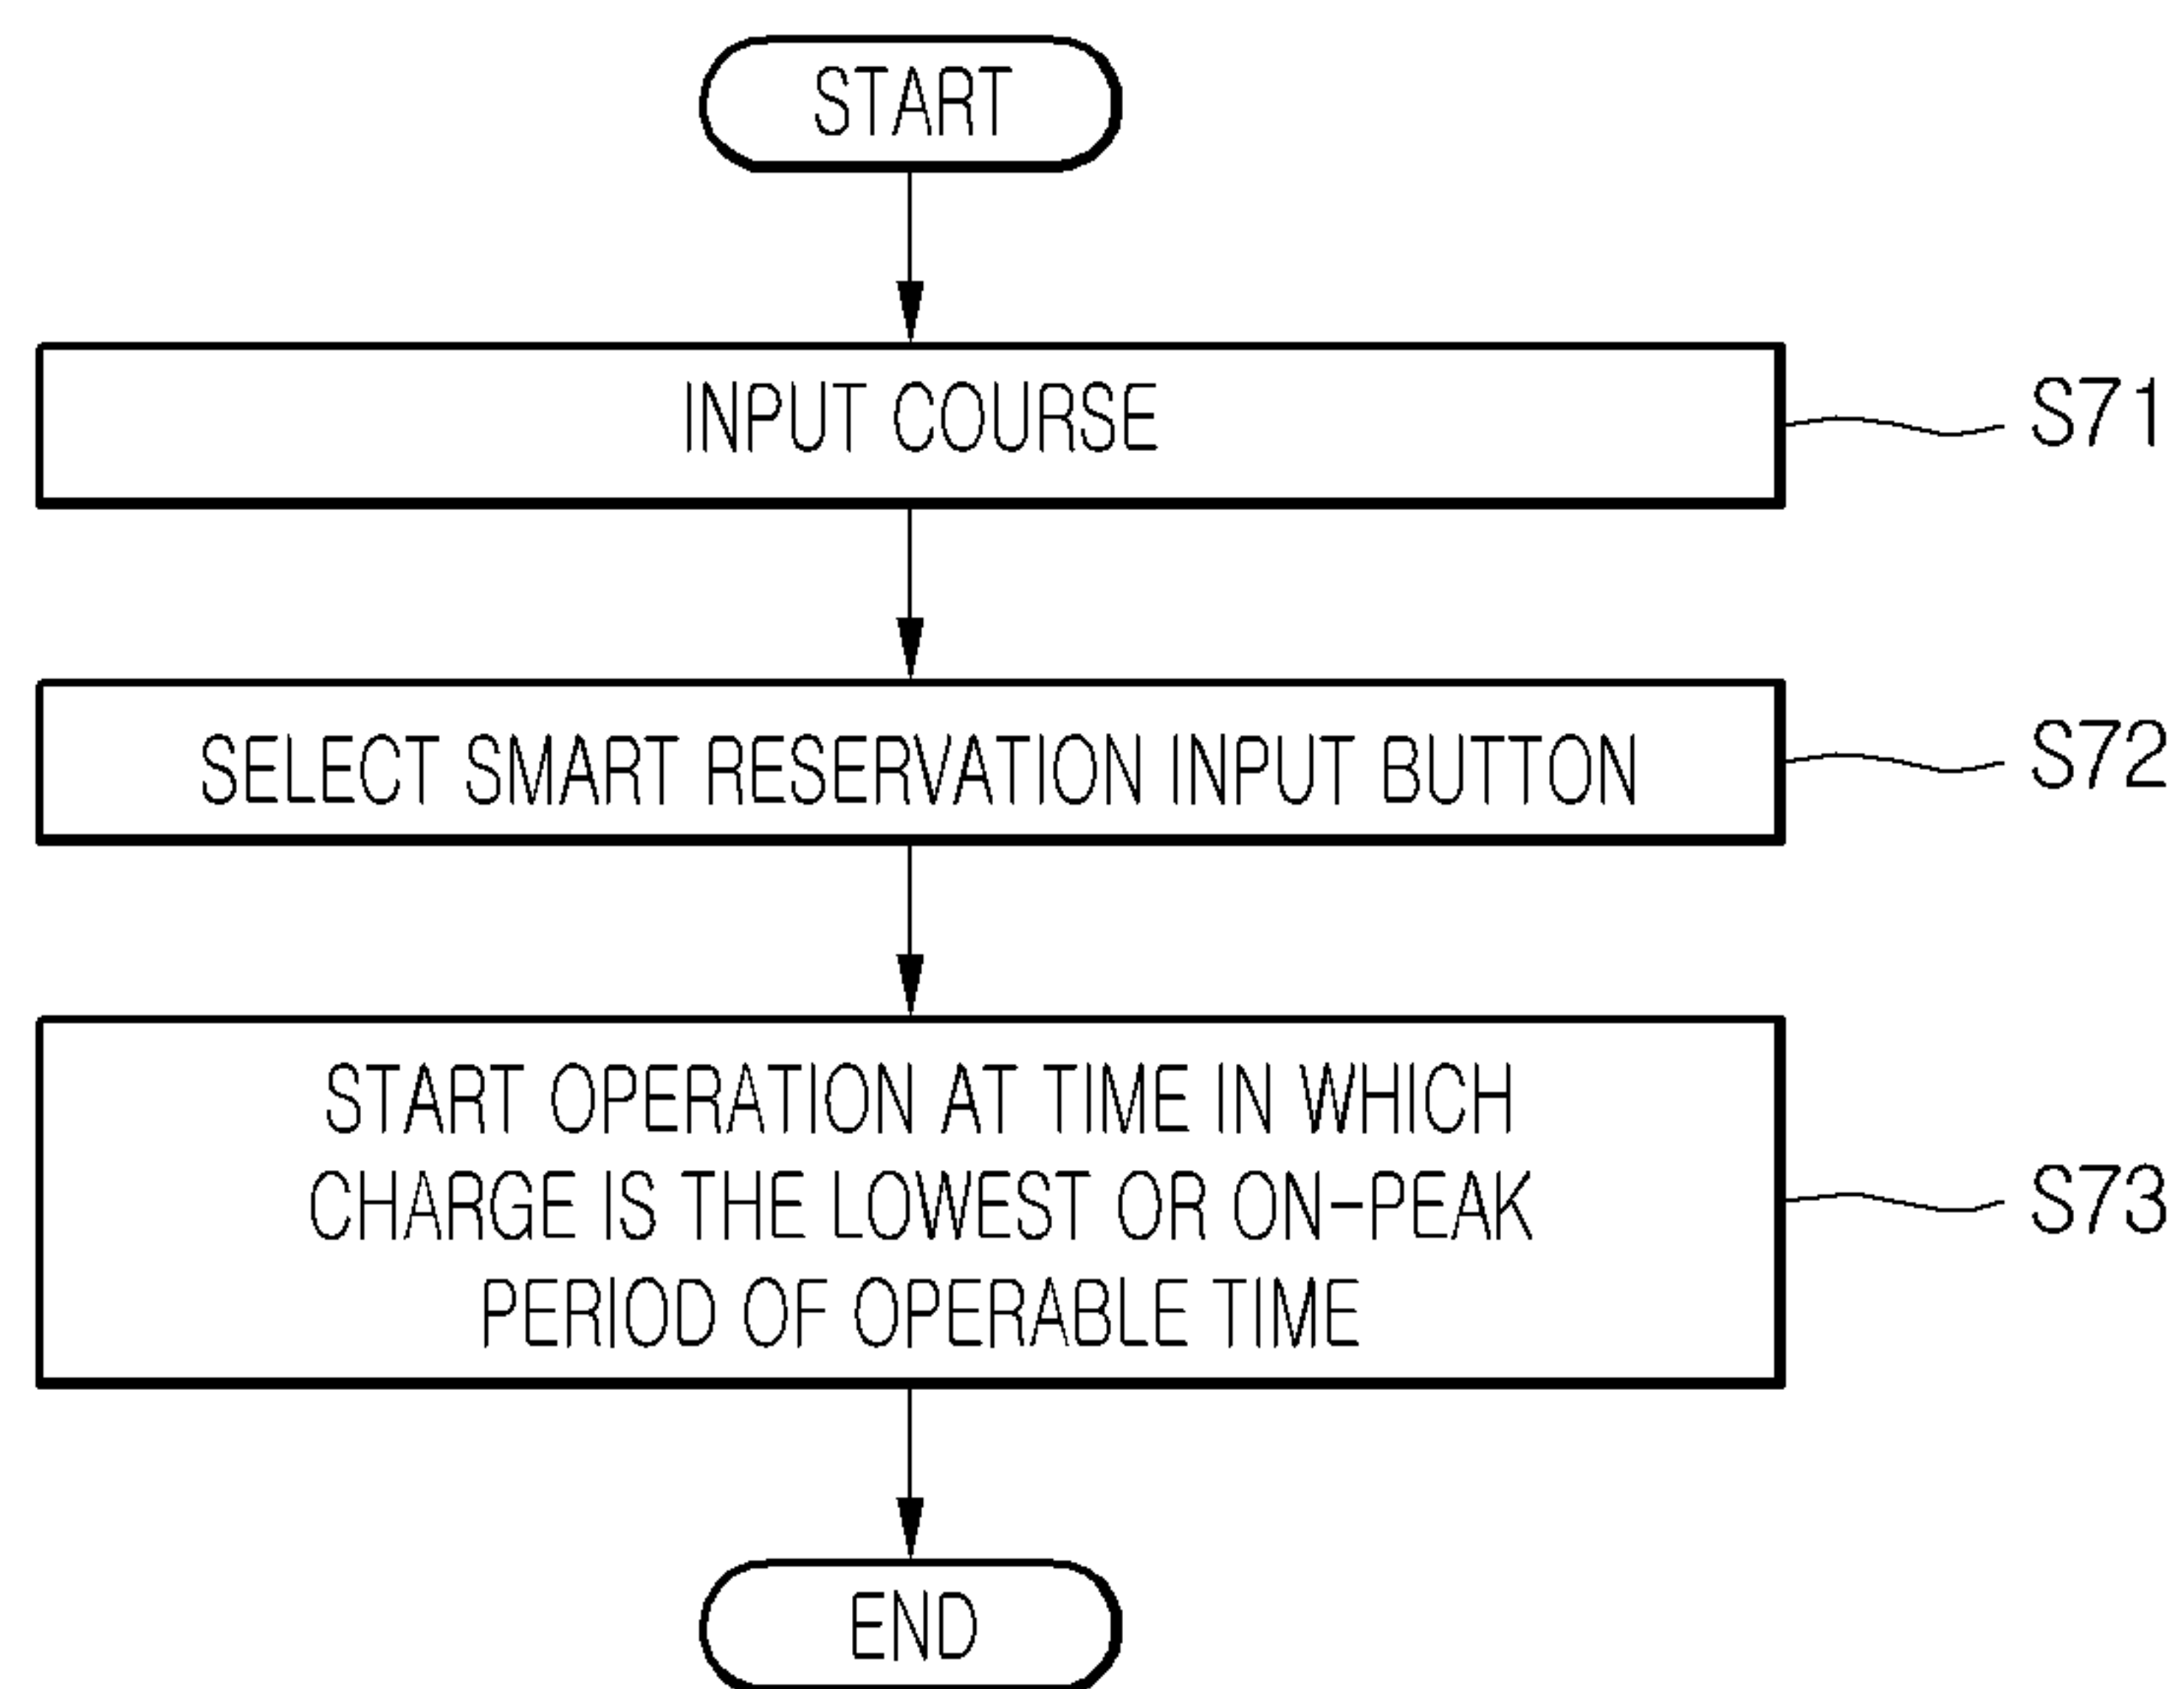 START
INPUT COURSE
S71
SELECT SMART RESERVATION INPUT BUTTON
S72
START OPERATION AT TIME IN WHICH
CHARGE IS THE LOWEST OR ON-PEAK
PERIOD OF OPERABLE TIME
S73
END